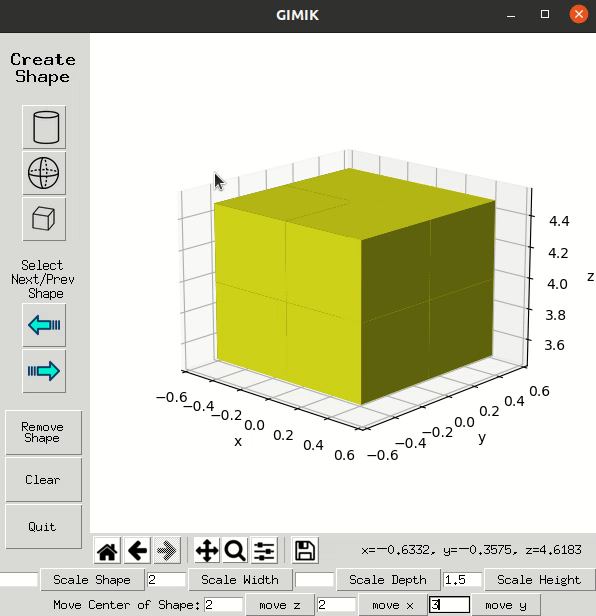 GIMIK
Create
Shape
Select
Next/Prev
Shape
Remove
Shape
Clear
Quit
4.4
4.2
4.0
3.8
3.6
z
−0.6
−0.4
−0.2
0.0
0.2
0.4
0.6
x
−0.6
−0.4
−0.2
0.0
0.2
0.4
0.6
y
x=−0.6332, y=−0.3575, z=4.6183
Scale Shape 2 Scale Width Scale Depth 1.5 Scale Height
Move Center of Shape: 2 move z 2 move x 3 move y